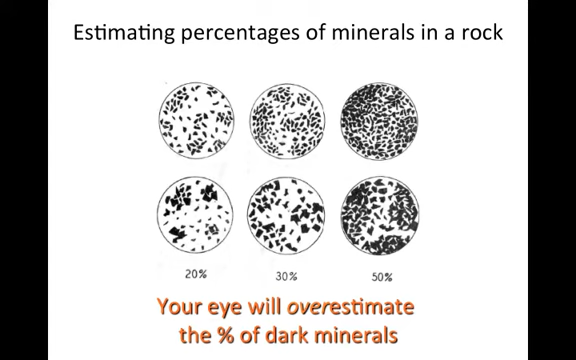 Estimating percentages of minerals in a rock
20% 30% 50%
Your eye will overestimate
the % of dark minerals